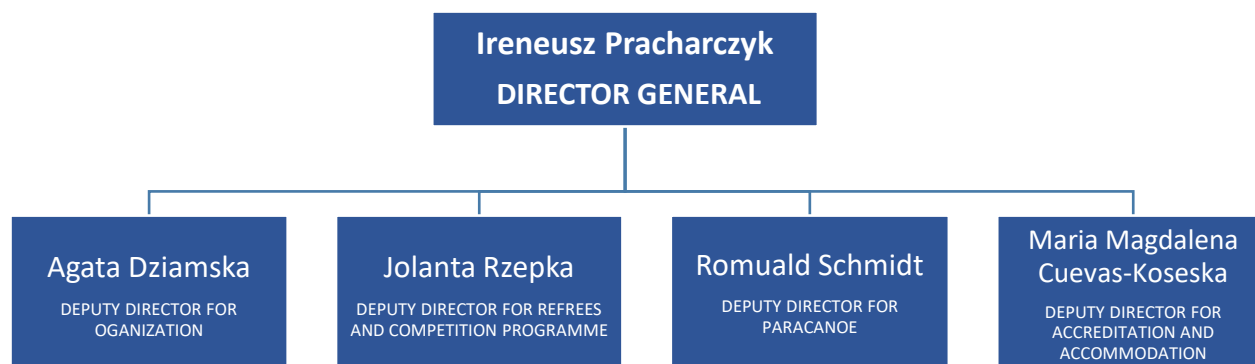 Ireneusz Pracharczyk
DIRECTOR GENERAL
Agata Dziamska
DEPUTY DIRECTOR FOR
OGANIZATION
Jolanta Rzepka
DEPUTY DIRECTOR FOR REFREES
AND COMPETITION PROGRAMME
Romuald Schmidt
DEPUTY DIRECTOR FOR
PARACANOE
Maria Magdalena
Cuevas-Koseska
DEPUTY DIRECTOR FOR
ACCREDITATION AND
ACCOMMODATION